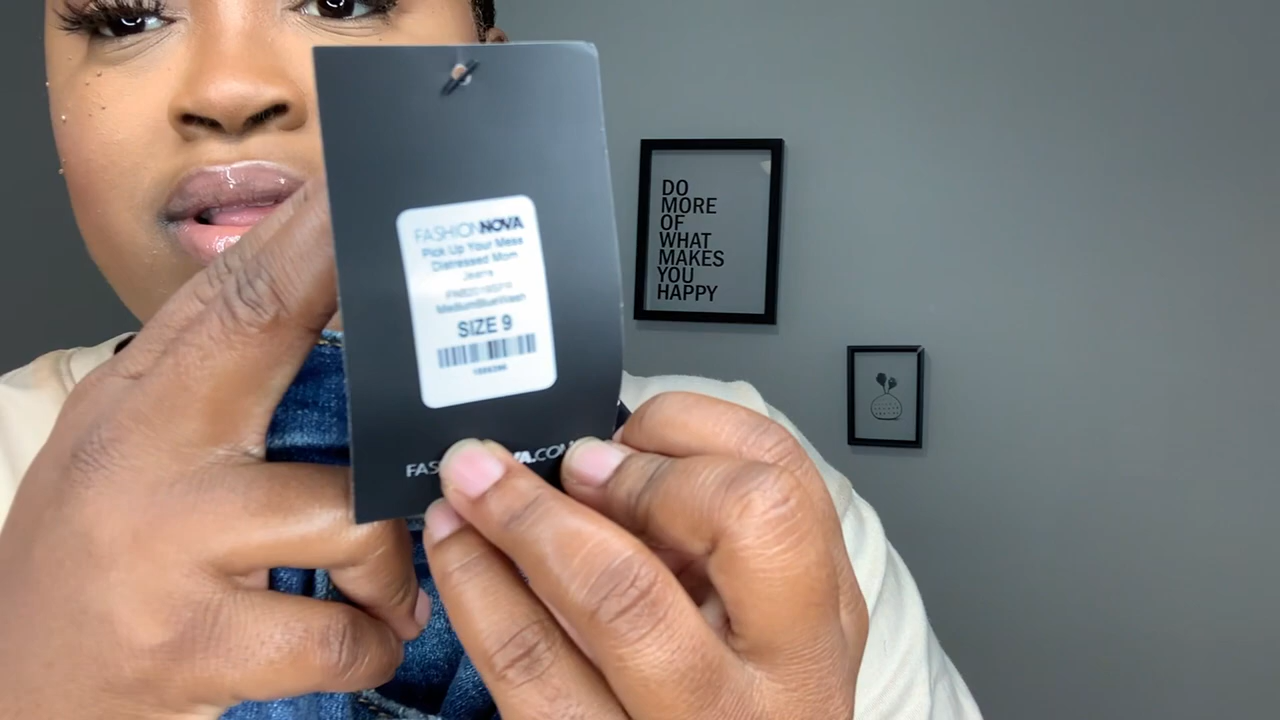 FASHIONNOVA
Pick Up Your Mess
Distressed Mom
Jeans
MediumBlueWash
SIZE 9
DO
MORE
OF
WHAT
MAKES
YOU
HAPPY